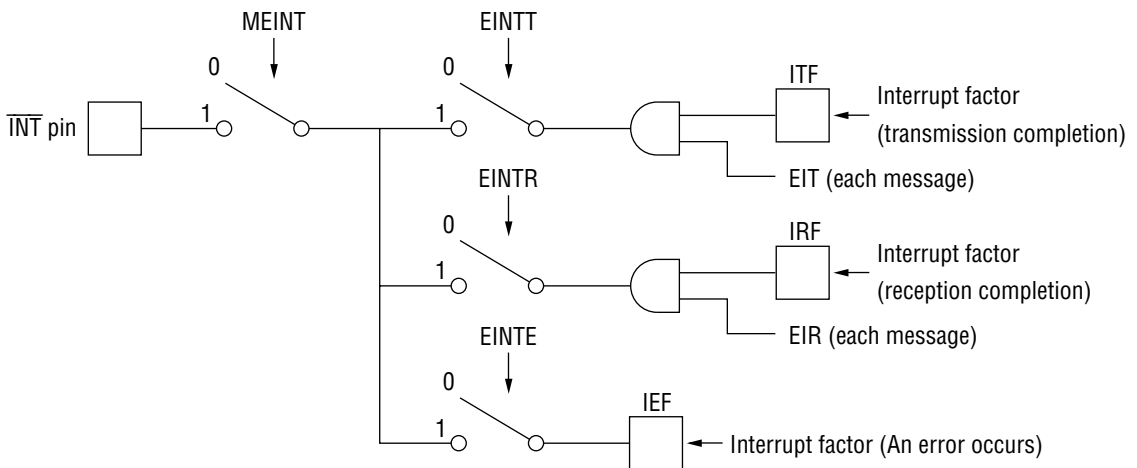 MEINT
EINTT
0
1
INT pin
0
1
ITF
Interrupt factor
(transmission completion)
EIT (each message)
EINTR
0
1
IRF
Interrupt factor
(reception completion)
EIR (each message)
EINTE
0
1
IEF
Interrupt factor (An error occurs)